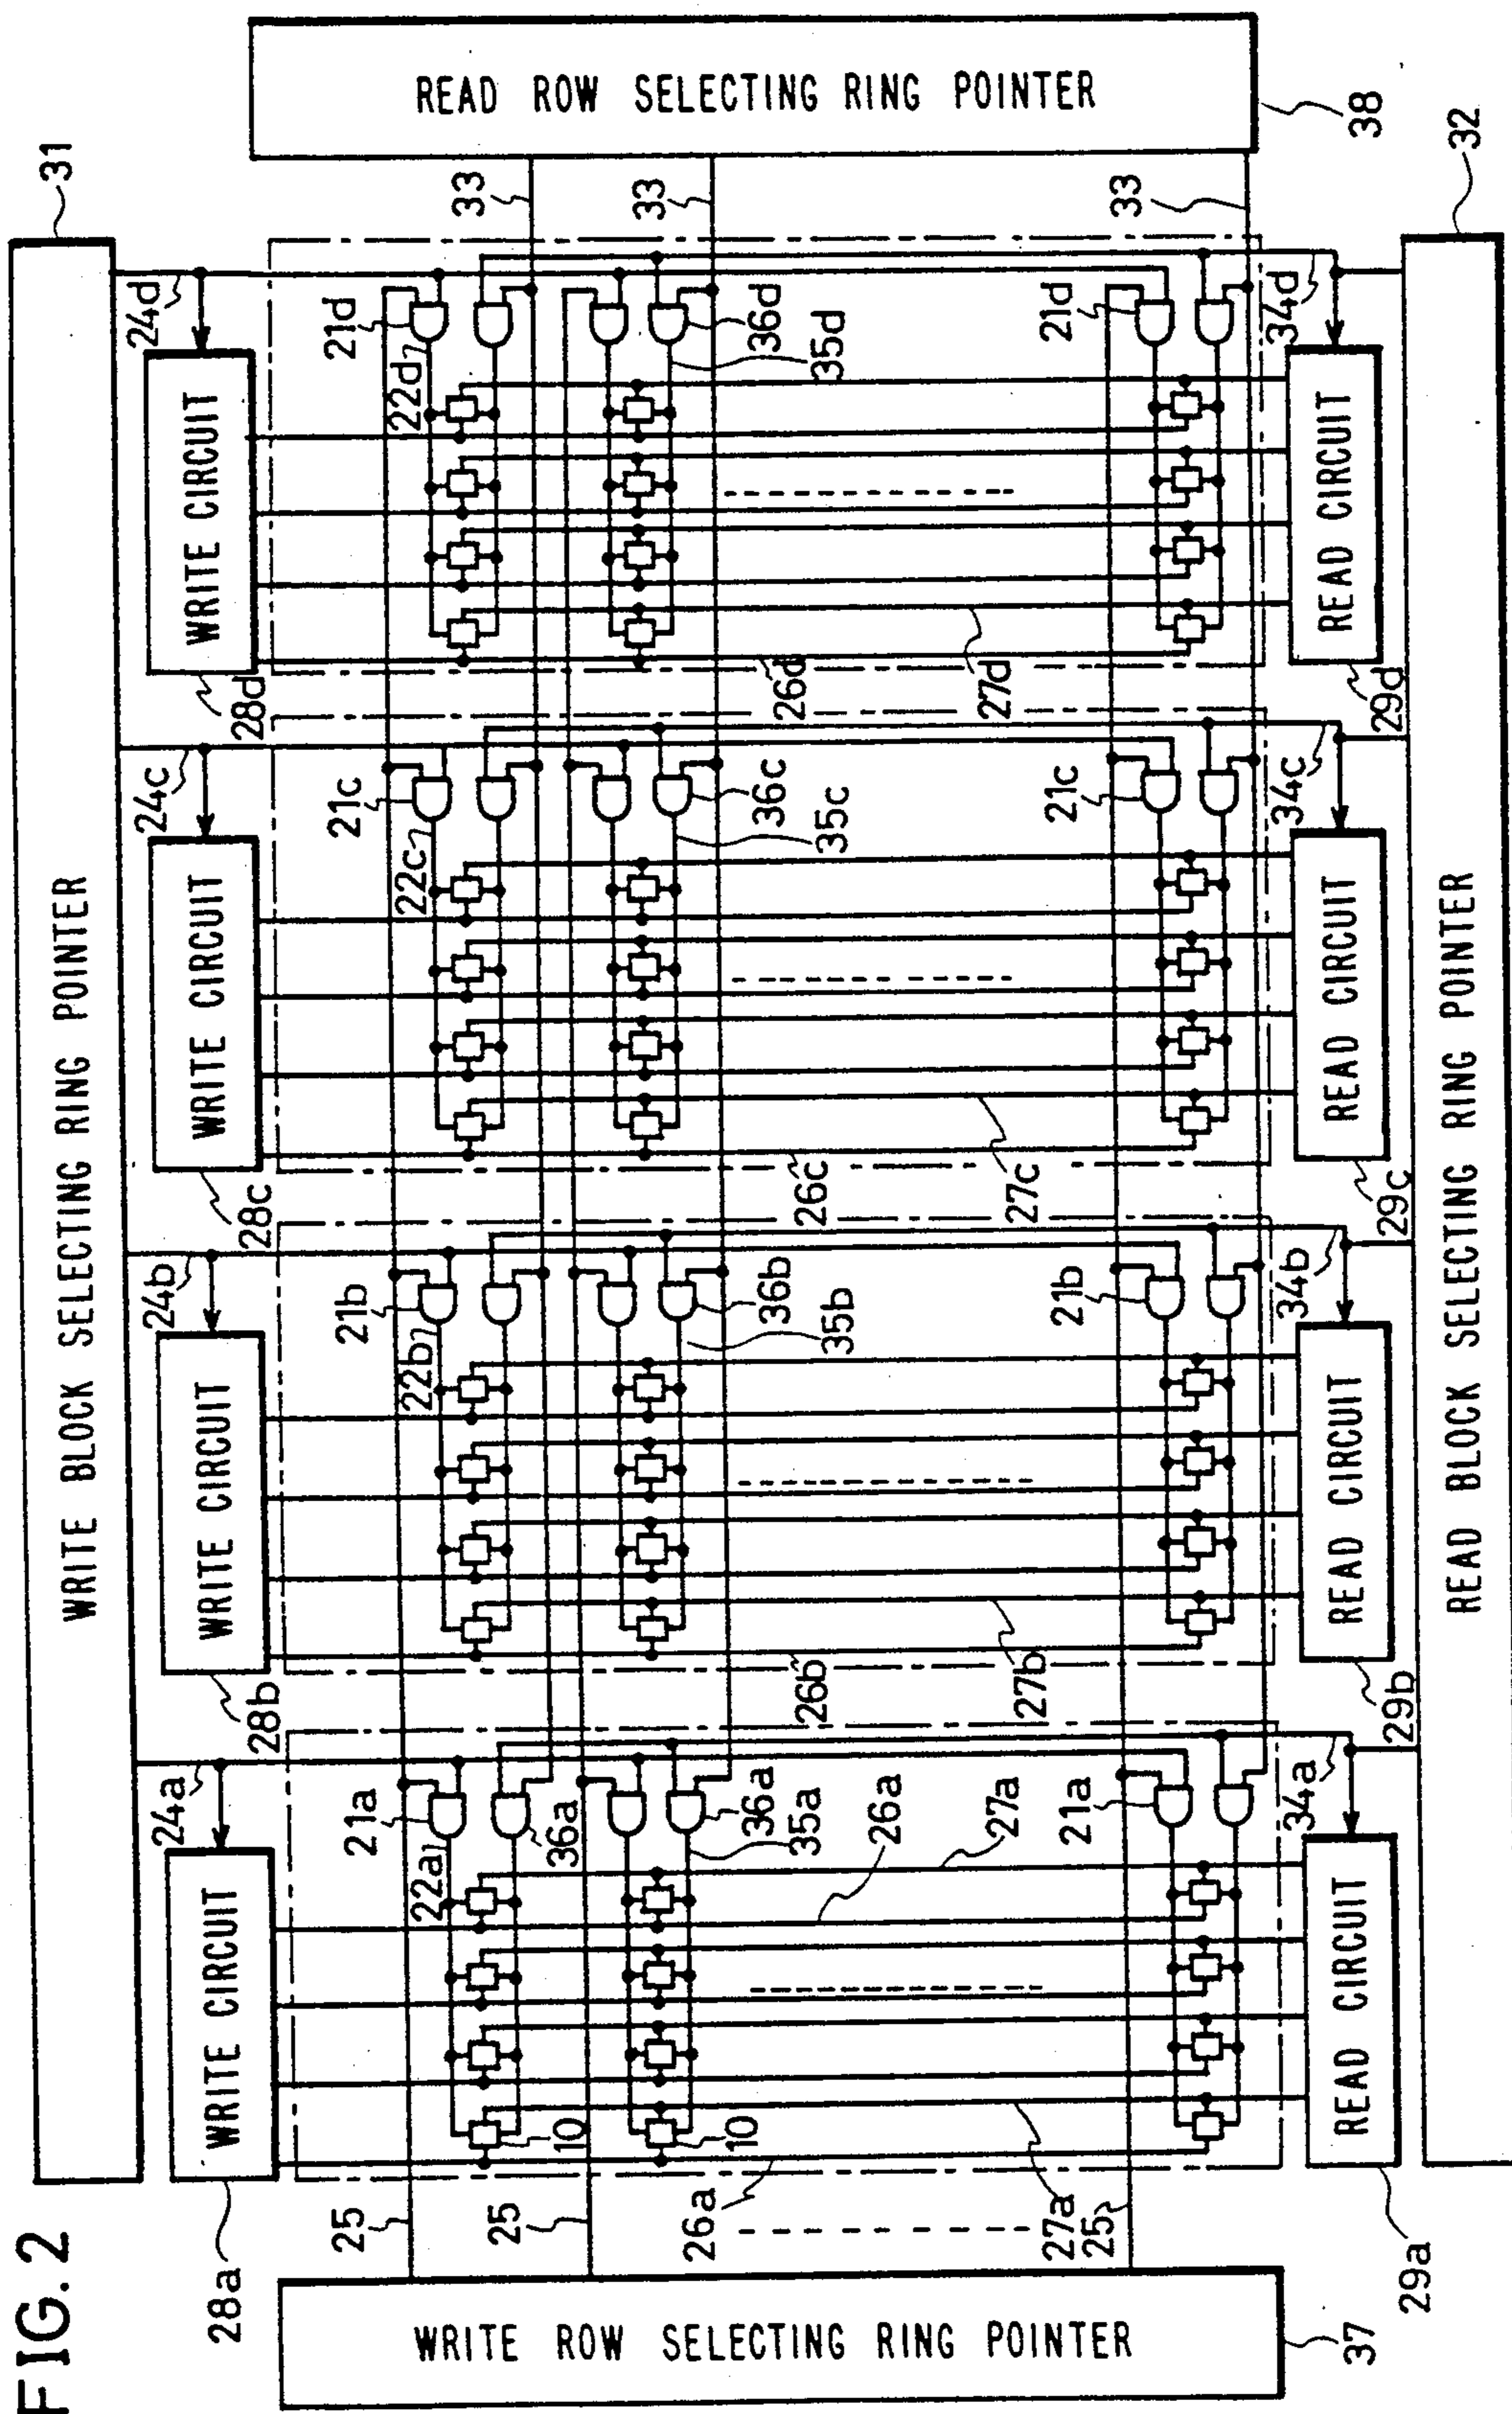 FIG. 2
WRITE BLOCK SELECTING RING POINTER
31
24a
24b
24c
24d
WRITE CIRCUIT
WRITE CIRCUIT
WRITE CIRCUIT
WRITE CIRCUIT
28a
28b
28c
28d
25
21a
21b
21c
21d
22a
22b
22c
22d
33
10
36a
25
33
10
36a
36b
36c
36d
35a
35b
35c
35d
26a
26a
26b
26c
26d
27a
27a
27b
27c
27d
25
21a
21b
21c
21d
33
34a
34b
34c
34d
READ CIRCUIT
READ CIRCUIT
READ CIRCUIT
READ CIRCUIT
29a
29b
29c
29d
WRITE ROW SELECTING RING POINTER
37
READ ROW SELECTING RING POINTER
38
READ BLOCK SELECTING RING POINTER
32